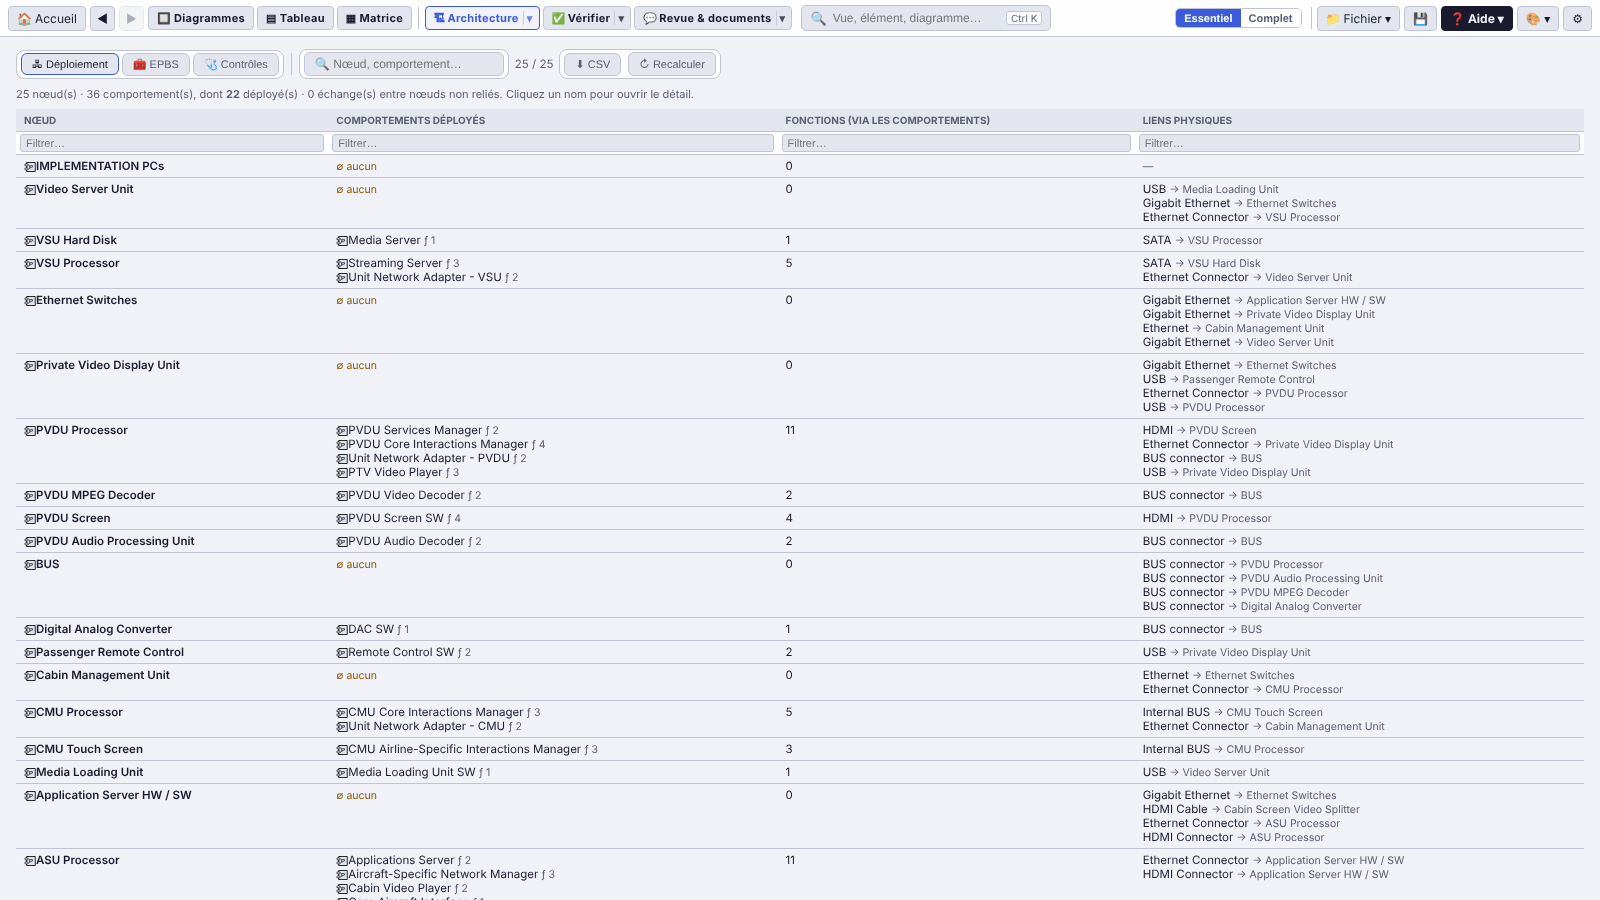 🏠 Accueil ◀ ▶ Diagrammes Tableau Matrice Architecture ▾ Vérifier ▾ Revue & documents ▾ Vue, élément, diagramme… Ctrl K Essentiel Complet Fichier ▾ Aide ▾ ▾
Déploiement EPBS Contrôles Nœud, comportement… 25 / 25 CSV Recalculer
25 nœud(s) · 36 comportement(s), dont 22 déployé(s) · 0 échange(s) entre nœuds non reliés. Cliquez un nom pour ouvrir le détail.
NŒUD COMPORTEMENTS DÉPLOYÉS FONCTIONS (VIA LES COMPORTEMENTS) LIENS PHYSIQUES
Filtrer… Filtrer… Filtrer… Filtrer…
IMPLEMENTATION PCs ⌀ aucun 0 —
Video Server Unit ⌀ aucun 0 USB → Media Loading Unit
Gigabit Ethernet → Ethernet Switches
Ethernet Connector → VSU Processor
VSU Hard Disk Media Server ƒ 1 1 SATA → VSU Processor
VSU Processor Streaming Server ƒ 3 5 SATA → VSU Hard Disk
Unit Network Adapter - VSU ƒ 2 Ethernet Connector → Video Server Unit
Ethernet Switches ⌀ aucun 0 Gigabit Ethernet → Application Server HW / SW
Gigabit Ethernet → Private Video Display Unit
Ethernet → Cabin Management Unit
Gigabit Ethernet → Video Server Unit
Private Video Display Unit ⌀ aucun 0 Gigabit Ethernet → Ethernet Switches
USB → Passenger Remote Control
Ethernet Connector → PVDU Processor
USB → PVDU Processor
PVDU Processor PVDU Services Manager ƒ 2 11 HDMI → PVDU Screen
PVDU Core Interactions Manager ƒ 4 Ethernet Connector → Private Video Display Unit
Unit Network Adapter - PVDU ƒ 2 BUS connector → BUS
PTV Video Player ƒ 3 USB → Private Video Display Unit
PVDU MPEG Decoder PVDU Video Decoder ƒ 2 2 BUS connector → BUS
PVDU Screen PVDU Screen SW ƒ 4 4 HDMI → PVDU Processor
PVDU Audio Processing Unit PVDU Audio Decoder ƒ 2 2 BUS connector → BUS
BUS ⌀ aucun 0 BUS connector → PVDU Processor
BUS connector → PVDU Audio Processing Unit
BUS connector → PVDU MPEG Decoder
BUS connector → Digital Analog Converter
Digital Analog Converter DAC SW ƒ 1 1 BUS connector → BUS
Passenger Remote Control Remote Control SW ƒ 2 2 USB → Private Video Display Unit
Cabin Management Unit ⌀ aucun 0 Ethernet → Ethernet Switches
Ethernet Connector → CMU Processor
CMU Processor CMU Core Interactions Manager ƒ 3 5 Internal BUS → CMU Touch Screen
Unit Network Adapter - CMU ƒ 2 Ethernet Connector → Cabin Management Unit
CMU Touch Screen CMU Airline-Specific Interactions Manager ƒ 3 3 Internal BUS → CMU Processor
Media Loading Unit Media Loading Unit SW ƒ 1 1 USB → Video Server Unit
Application Server HW / SW ⌀ aucun 0 Gigabit Ethernet → Ethernet Switches
HDMI Cable → Cabin Screen Video Splitter
Ethernet Connector → ASU Processor
HDMI Connector → ASU Processor
ASU Processor Applications Server ƒ 2 11 Ethernet Connector → Application Server HW / SW
Aircraft-Specific Network Manager ƒ 3 HDMI Connector → Application Server HW / SW
Cabin Video Player ƒ 2